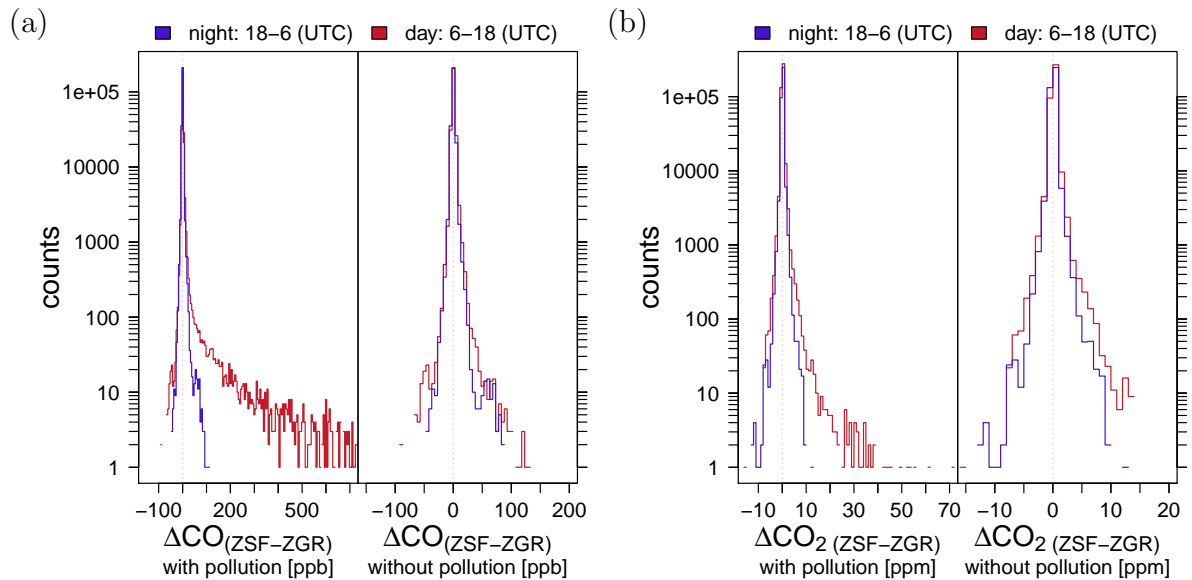 (a)
night: 18−6 (UTC) day: 6−18 (UTC)
counts
1e+05
10000
1000
100
10
1
−100 200 500
−100 0 100 200
ΔCO(ZSF−ZGR)
with pollution [ppb]
ΔCO(ZSF−ZGR)
without pollution [ppb]
(b)
night: 18−6 (UTC) day: 6−18 (UTC)
counts
1e+05
10000
1000
100
10
1
−10 10 30 50 70
−10 0 10 20
ΔCO2 (ZSF−ZGR)
with pollution [ppm]
ΔCO2 (ZSF−ZGR)
without pollution [ppm]